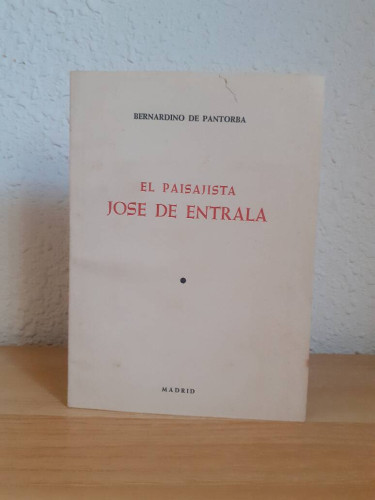 BERNARDINO DE PANTORBA
EL PAISAJISTA
JOSE DE ENTRALA
MADRID